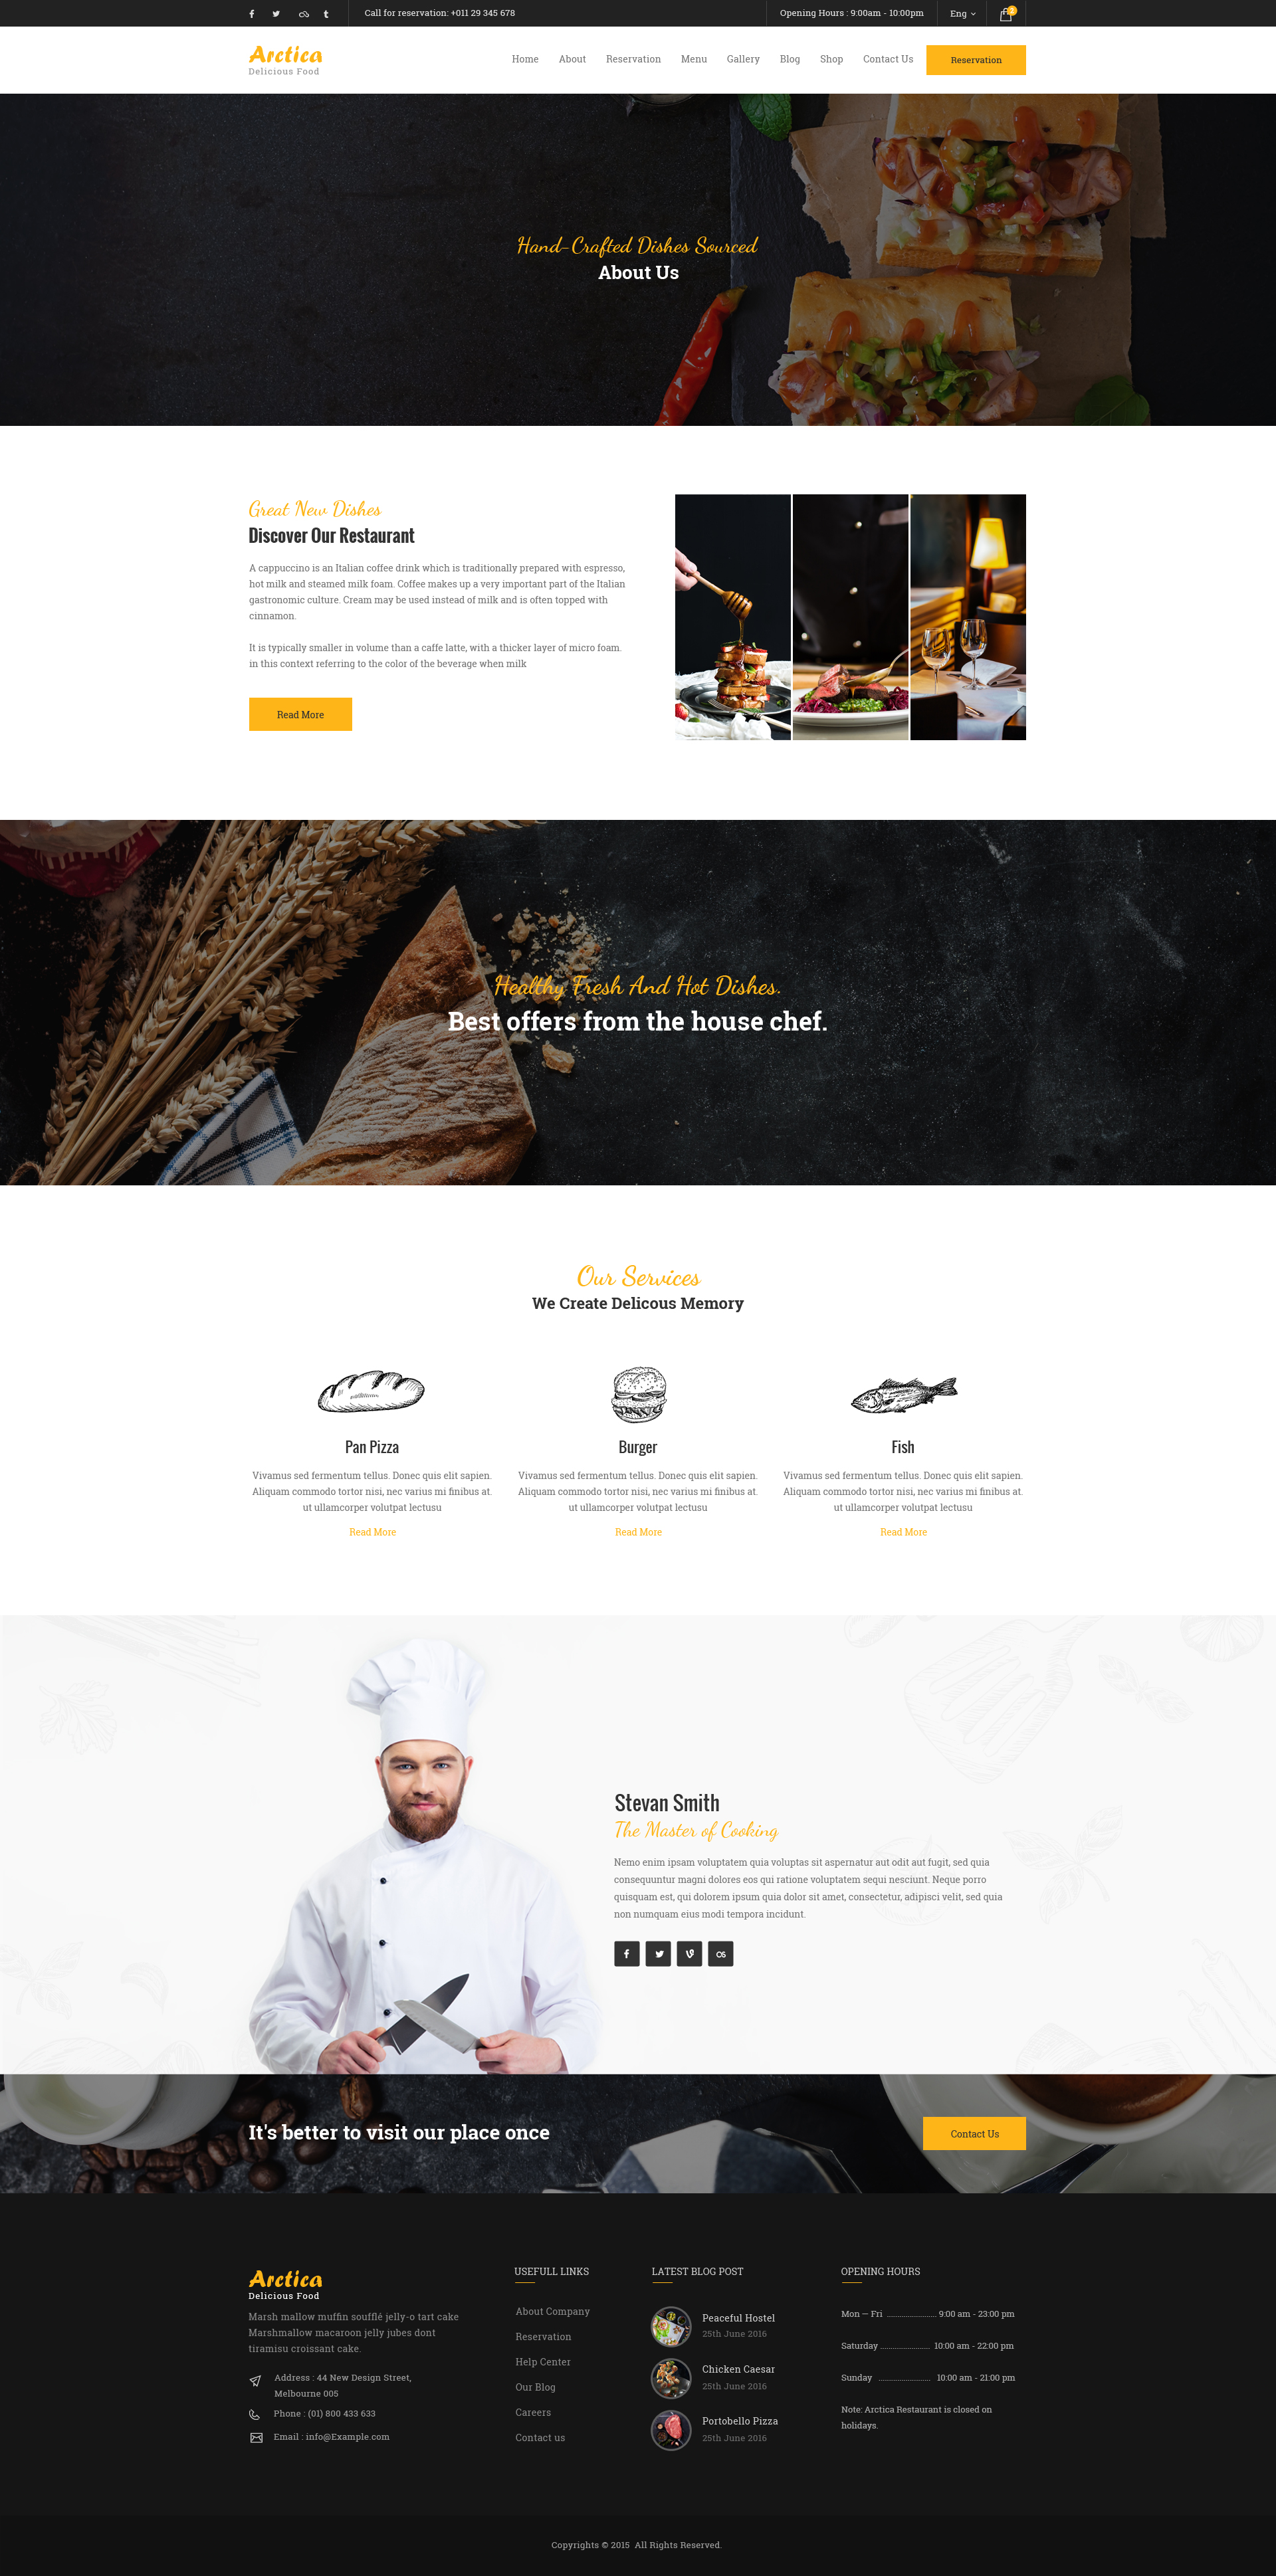 Call for reservation: +011 29 345 678
Opening Hours : 9:00am - 10:00pm
Eng
2
Arctica
Delicious Food
Home About Reservation Menu Gallery Blog Shop Contact Us
Reservation
Hand-Crafted Dishes Sourced
About Us
Great New Dishes
Discover Our Restaurant
A cappuccino is an Italian coffee drink which is traditionally prepared with espresso,
hot milk and steamed milk foam. Coffee makes up a very important part of the Italian
gastronomic culture. Cream may be used instead of milk and is often topped with
cinnamon.
It is typically smaller in volume than a caffe latte, with a thicker layer of micro foam.
in this context referring to the color of the beverage when milk
Read More
Healthy Fresh And Hot Dishes.
Best offers from the house chef.
Our Services
We Create Delicous Memory
Pan Pizza
Vivamus sed fermentum tellus. Donec quis elit sapien.
Aliquam commodo tortor nisi, nec varius mi finibus at.
ut ullamcorper volutpat lectusu
Read More
Burger
Vivamus sed fermentum tellus. Donec quis elit sapien.
Aliquam commodo tortor nisi, nec varius mi finibus at.
ut ullamcorper volutpat lectusu
Read More
Fish
Vivamus sed fermentum tellus. Donec quis elit sapien.
Aliquam commodo tortor nisi, nec varius mi finibus at.
ut ullamcorper volutpat lectusu
Read More
Stevan Smith
The Master of Cooking
Nemo enim ipsam voluptatem quia voluptas sit aspernatur aut odit aut fugit, sed quia
consequuntur magni dolores eos qui ratione voluptatem sequi nesciunt. Neque porro
quisquam est, qui dolorem ipsum quia dolor sit amet, consectetur, adipisci velit, sed quia
non numquam eius modi tempora incidunt.
It's better to visit our place once
Contact Us
Arctica
Delicious Food
Marsh mallow muffin soufflé jelly-o tart cake
Marshmallow macaroon jelly jubes dont
tiramisu croissant cake.
Address : 44 New Design Street,
Melbourne 005
Phone : (01) 800 433 633
Email : info@Example.com
USEFULL LINKS
About Company
Reservation
Help Center
Our Blog
Careers
Contact us
LATEST BLOG POST
Peaceful Hostel
25th June 2016
Chicken Caesar
25th June 2016
Portobello Pizza
25th June 2016
OPENING HOURS
Mon — Fri ........................ 9:00 am - 23:00 pm
Saturday ........................ 10:00 am - 22:00 pm
Sunday ......................... 10:00 am - 21:00 pm
Note: Arctica Restaurant is closed on
holidays.
Copyrights © 2015 All Rights Reserved.